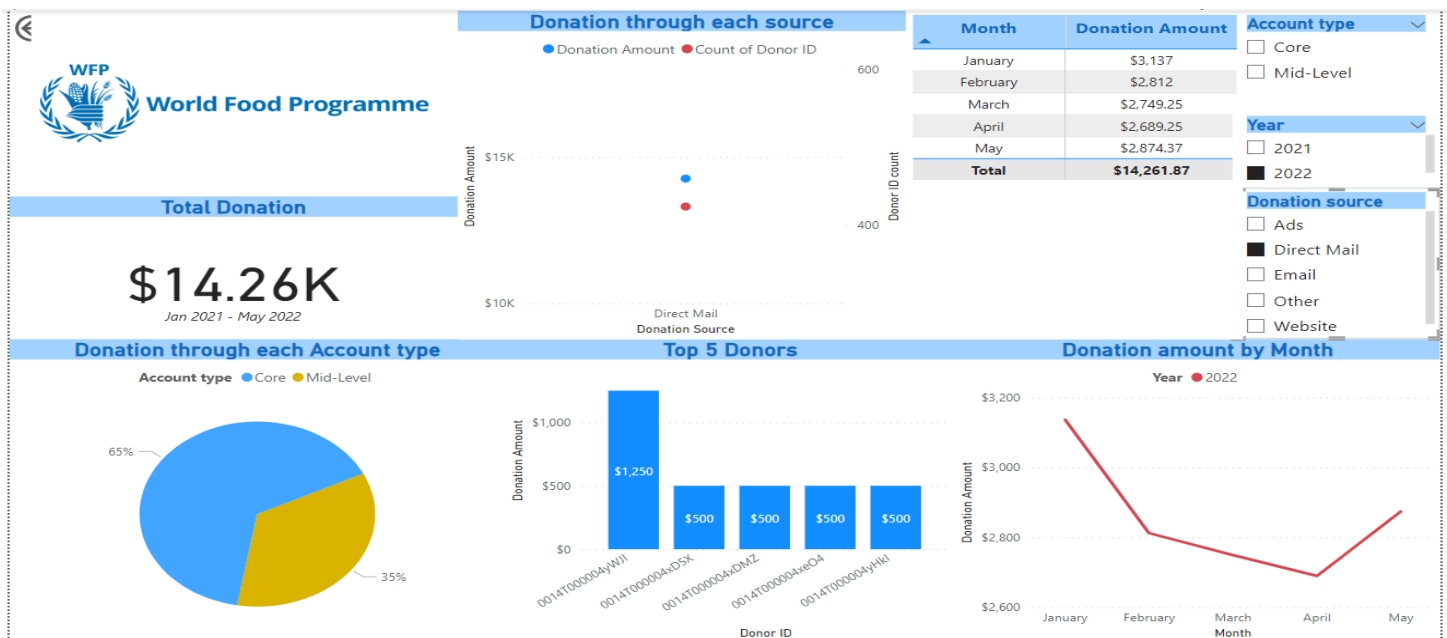 WFP
World Food Programme
Total Donation
$14.26K
Jan 2021 - May 2022
Donation through each source
Donation Amount Count of Donor ID
600
$15K
400
$10K
Donation Amount
Donor ID count
Direct Mail
Donation Source
Month Donation Amount
January $3,137
February $2,812
March $2,749.25
April $2,689.25
May $2,874.37
Total $14,261.87
Account type
Core
Mid-Level
Year
2021
2022
Donation source
Ads
Direct Mail
Email
Other
Website
Donation through each Account type
Account type Core Mid-Level
65%
35%
Top 5 Donors
Donation Amount
$1,000
$500
$0
$1,250
$500
$500
$500
$500
0014T000004yWJI
0014T000004xD5X
0014T000004xDMZ
0014T000004xeO4
0014T000004yHkI
Donor ID
Donation amount by Month
Year 2022
Donation Amount
$3,200
$3,000
$2,800
$2,600
January February March April May
Month